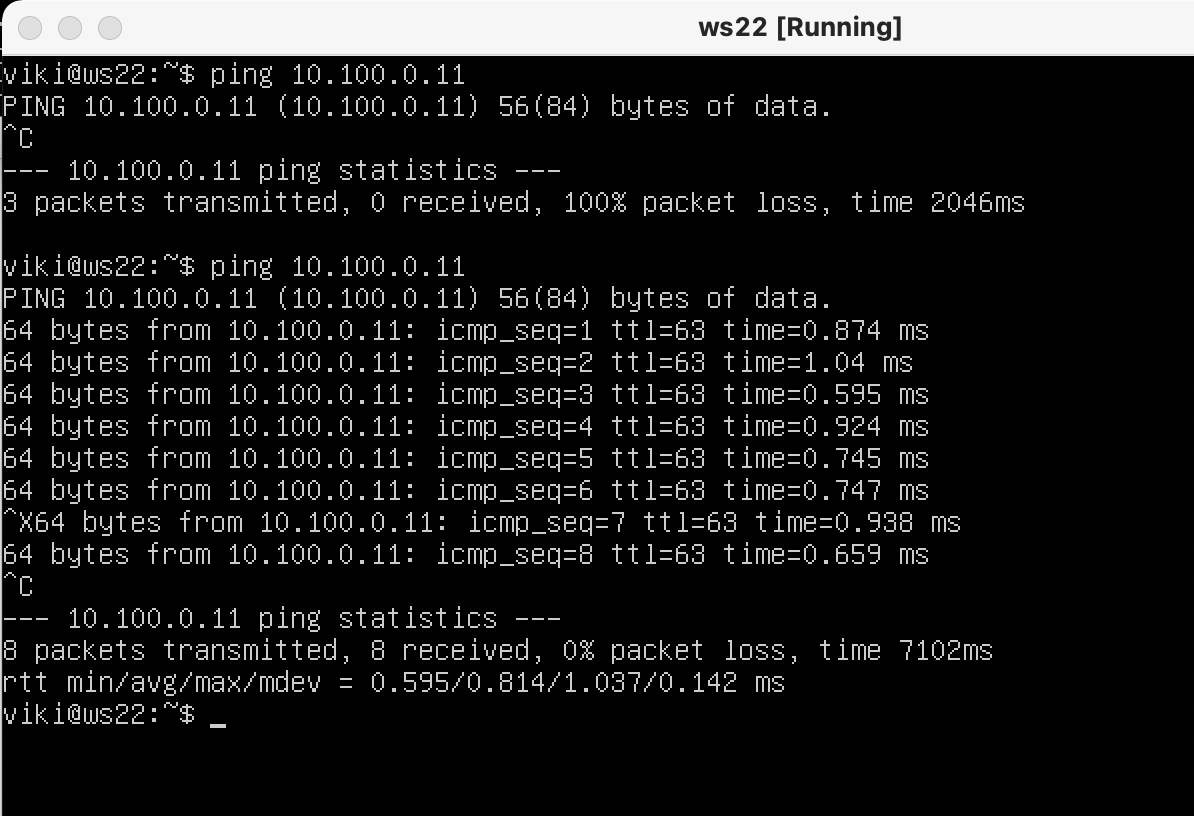 ws22 [Running]
viki@ws22:~$ ping 10.100.0.11
PING 10.100.0.11 (10.100.0.11) 56(84) bytes of data.
^C
--- 10.100.0.11 ping statistics ---
3 packets transmitted, 0 received, 100% packet loss, time 2046ms
viki@ws22:~$ ping 10.100.0.11
PING 10.100.0.11 (10.100.0.11) 56(84) bytes of data.
64 bytes from 10.100.0.11: icmp_seq=1 ttl=63 time=0.874 ms
64 bytes from 10.100.0.11: icmp_seq=2 ttl=63 time=1.04 ms
64 bytes from 10.100.0.11: icmp_seq=3 ttl=63 time=0.595 ms
64 bytes from 10.100.0.11: icmp_seq=4 ttl=63 time=0.924 ms
64 bytes from 10.100.0.11: icmp_seq=5 ttl=63 time=0.745 ms
64 bytes from 10.100.0.11: icmp_seq=6 ttl=63 time=0.747 ms
^X64 bytes from 10.100.0.11: icmp_seq=7 ttl=63 time=0.938 ms
64 bytes from 10.100.0.11: icmp_seq=8 ttl=63 time=0.659 ms
^C
--- 10.100.0.11 ping statistics ---
8 packets transmitted, 8 received, 0% packet loss, time 7102ms
rtt min/avg/max/mdev = 0.595/0.814/1.037/0.142 ms
viki@ws22:~$ _